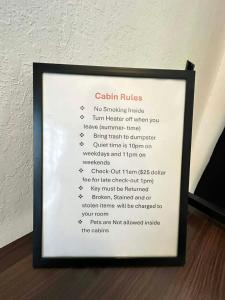 Cabin Rules
❖ No Smoking Inside
❖ Turn Heater off when you
leave (summer- time)
❖ Bring trash to dumpster
❖ Quiet time is 10pm on
weekdays and 11pm on
weekends
❖ Check-Out 11am ($25 dollar
fee for late check-out 1pm)
❖ Key must be Returned
❖ Broken, Stained and or
stolen items will be charged to
your room
❖ Pets are Not allowed inside
the cabins